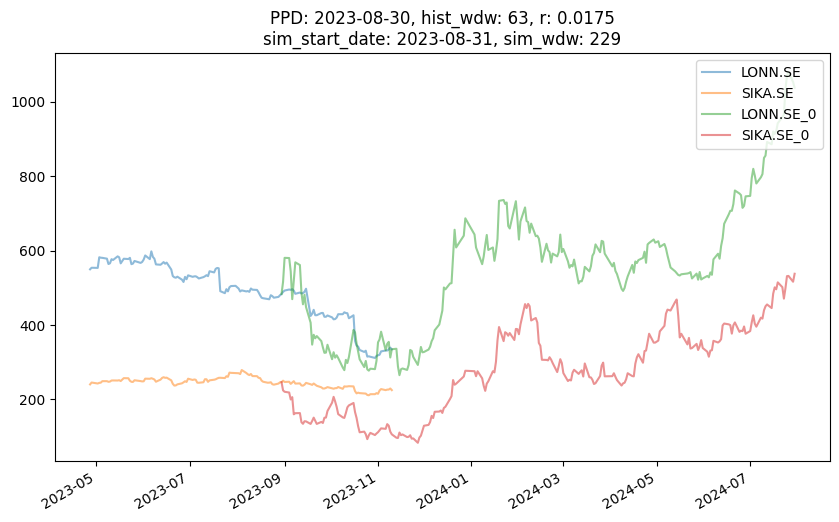 PPD: 2023-08-30, hist_wdw: 63, r: 0.0175
sim_start_date: 2023-08-31, sim_wdw: 229
LONN.SE
SIKA.SE
LONN.SE_0
SIKA.SE_0
1000
800
600
400
200
2023-05
2023-07
2023-09
2023-11
2024-01
2024-03
2024-05
2024-07